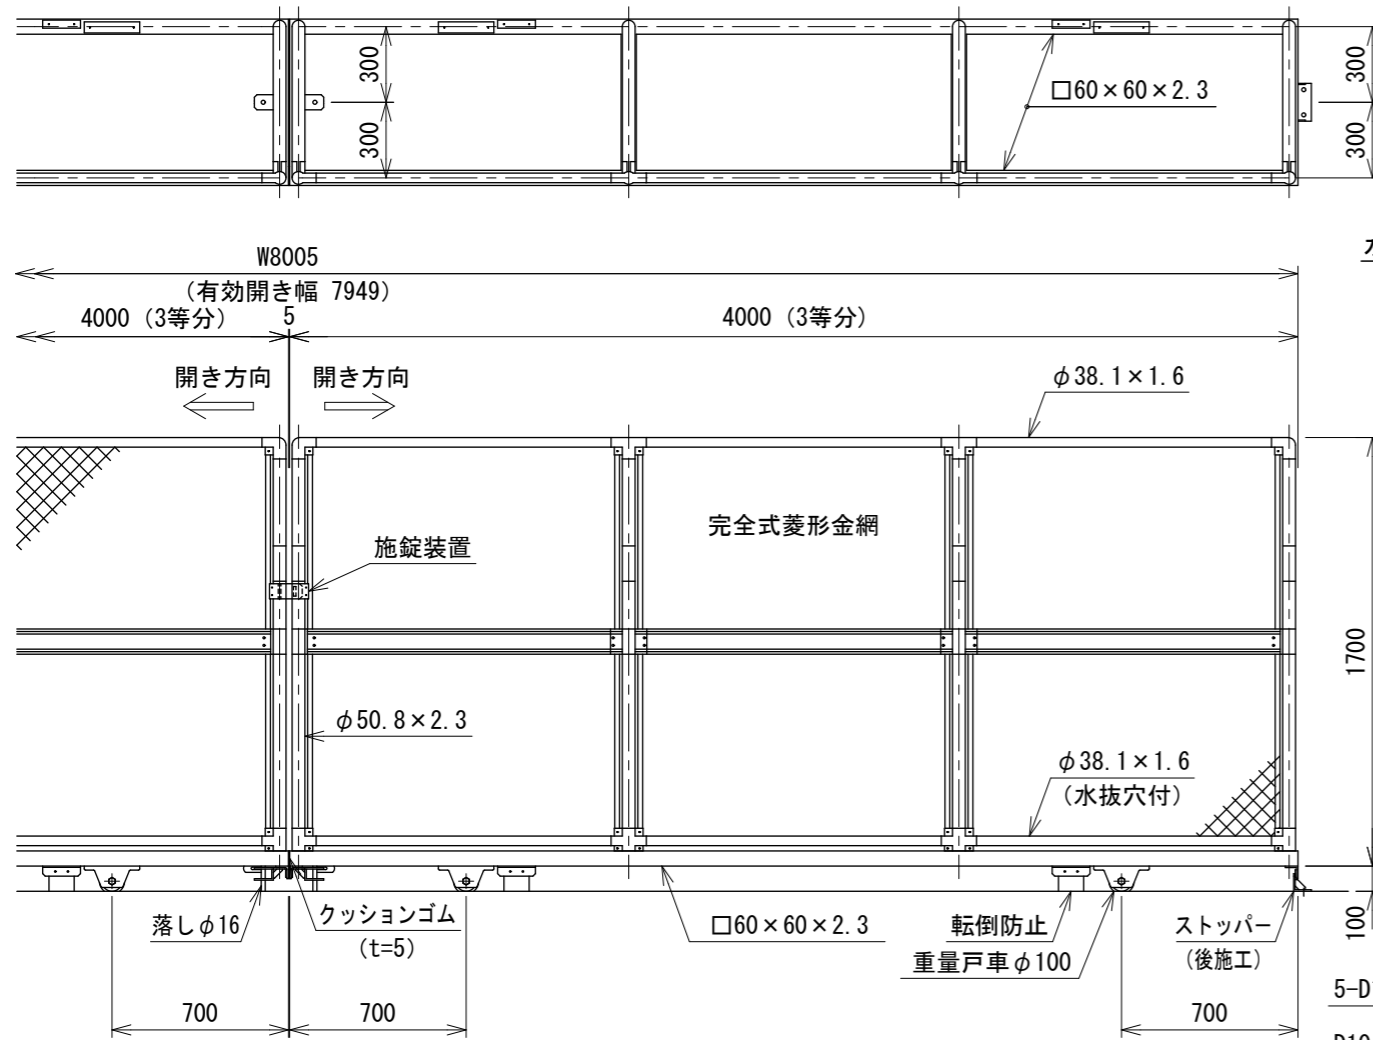 300
300
□60×60×2.3
300
300
W8005
(有効開き幅 7949)
4000 (3等分)
5
4000 (3等分)
開き方向
開き方向
φ38.1×1.6
完全式菱形金網
施錠装置
1700
φ50.8×2.3
φ38.1×1.6
(水抜穴付)
落しφ16
クッションゴム
(t=5)
□60×60×2.3
転倒防止
重量戸車φ100
ストッパー
(後施工)
100
700
700
700